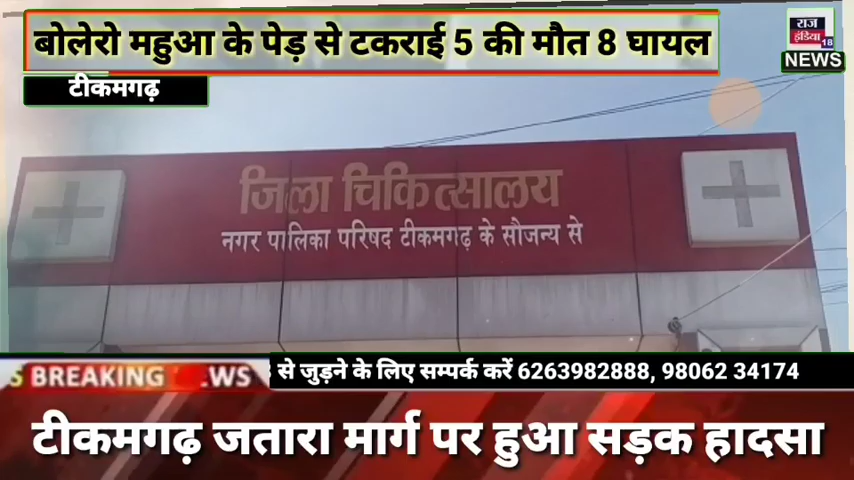 बोलेरो महुआ के पेड़ से टकराई 5 की मौत 8 घायल
राज
इंडिया 18
NEWS
टीकमगढ़
जिला चिकित्सालय
नगर पालिका परिषद टीकमगढ़ के सौजन्य से
BREAKING
से जुड़ने के लिए सम्पर्क करें 6263982888, 98062 34174
टीकमगढ़ जतारा मार्ग पर हुआ सड़क हादसा